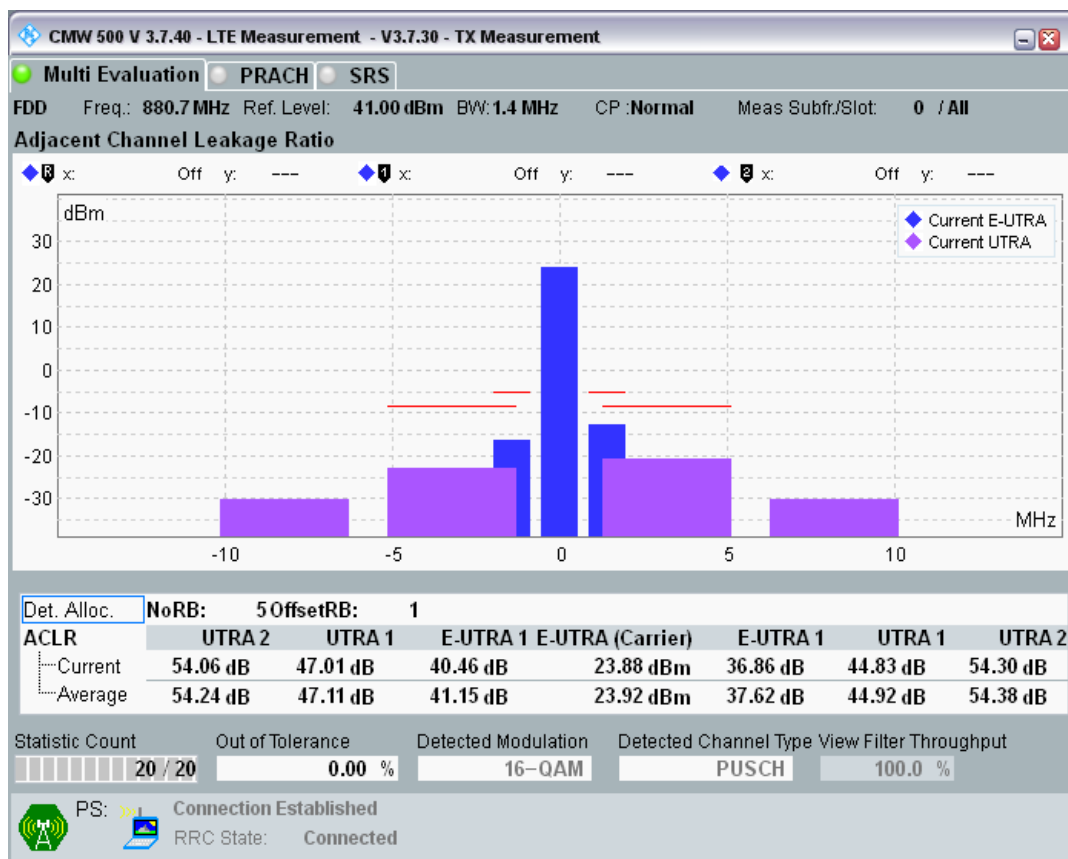 CMW 500 V 3.7.40 - LTE Measurement - V3.7.30 - TX Measurement
Multi Evaluation PRACH SRS
FDD Freq.: 880.7 MHz Ref. Level: 41.00 dBm BW: 1.4 MHz CP :Normal Meas Subfr./Slot: 0 / All
Adjacent Channel Leakage Ratio
R x: Off y: --- 1 x: Off y: --- 2 x: Off y: ---
dBm
Current E-UTRA
Current UTRA
30
20
10
0
-10
-20
-30
MHz
-10 -5 0 5 10
Det. Alloc. NoRB: 5 OffsetRB: 1
ACLR UTRA 2 UTRA 1 E-UTRA 1 E-UTRA (Carrier) E-UTRA 1 UTRA 1 UTRA 2
Current 54.06 dB 47.01 dB 40.46 dB 23.88 dBm 36.86 dB 44.83 dB 54.30 dB
Average 54.24 dB 47.11 dB 41.15 dB 23.92 dBm 37.62 dB 44.92 dB 54.38 dB
Statistic Count Out of Tolerance Detected Modulation Detected Channel Type View Filter Throughput
20 / 20 0.00 % 16-QAM PUSCH 100.0 %
PS: Connection Established
RRC State: Connected